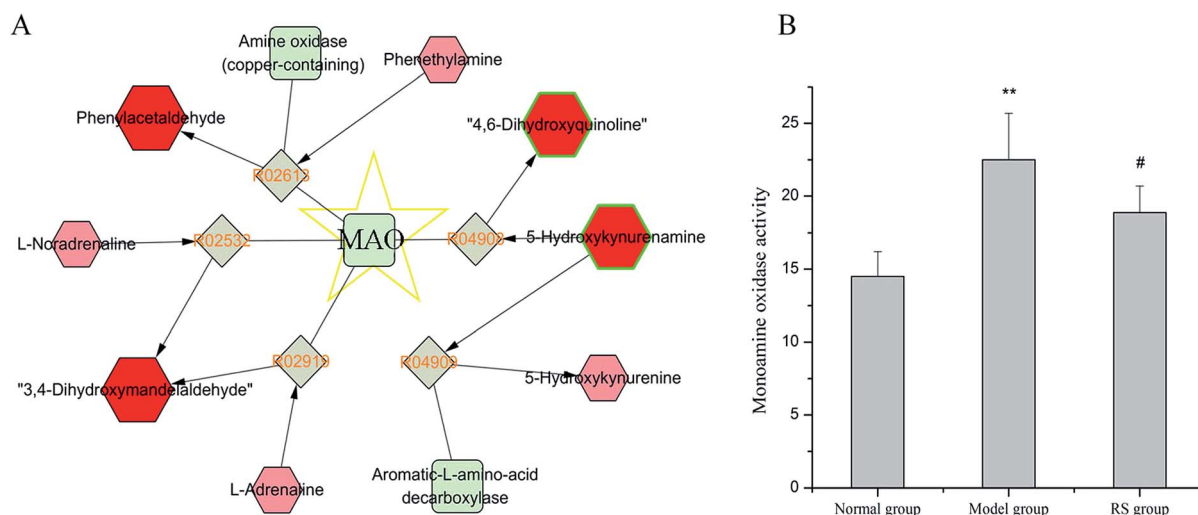 A
Amine oxidase
(copper-containing)
Phenethylamine
Phenylacetaldehyde
"4,6-Dihydroxyquinoline"
R02613
L-Noradrenaline
R02532
MAO
R04908
5-Hydroxykynurenamine
R02919
R04909
"3,4-Dihydroxymandelaldehyde"
5-Hydroxykynurenine
L-Adrenaline
Aromatic-L-amino-acid
decarboxylase
B
Monoamine oxidase activity
25
20
15
10
5
0
**
#
Normal group
Model group
RS group